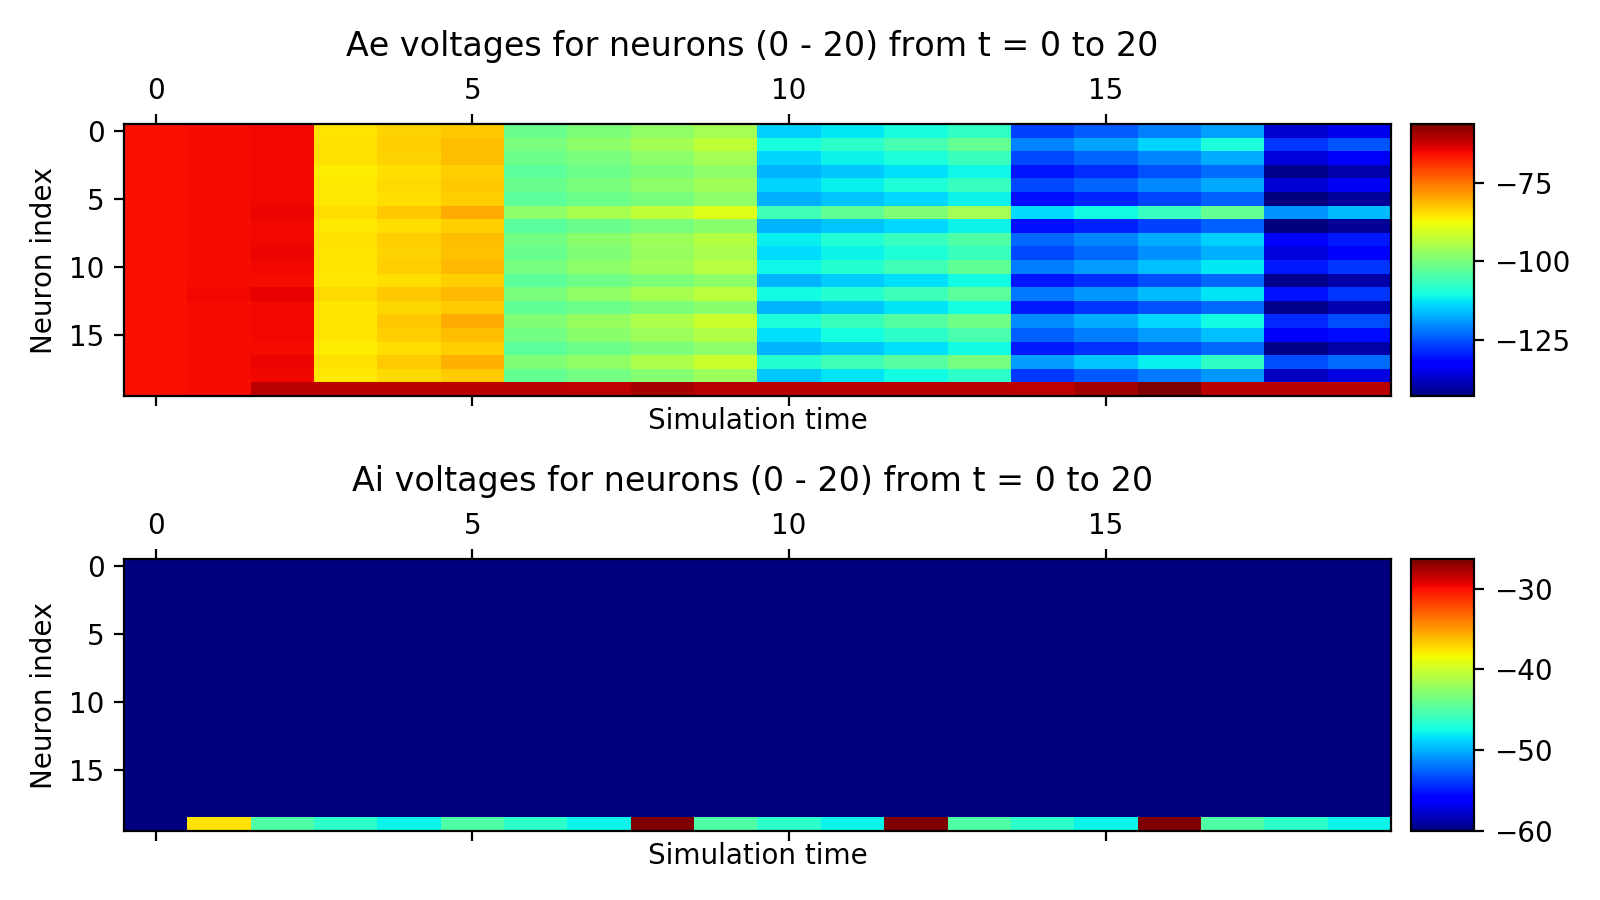 Ae voltages for neurons (0 - 20) from t = 0 to 20
0 5 10 15
Neuron index
0
5
10
15
Simulation time
−75
−100
−125
Ai voltages for neurons (0 - 20) from t = 0 to 20
0 5 10 15
Neuron index
0
5
10
15
Simulation time
−30
−40
−50
−60